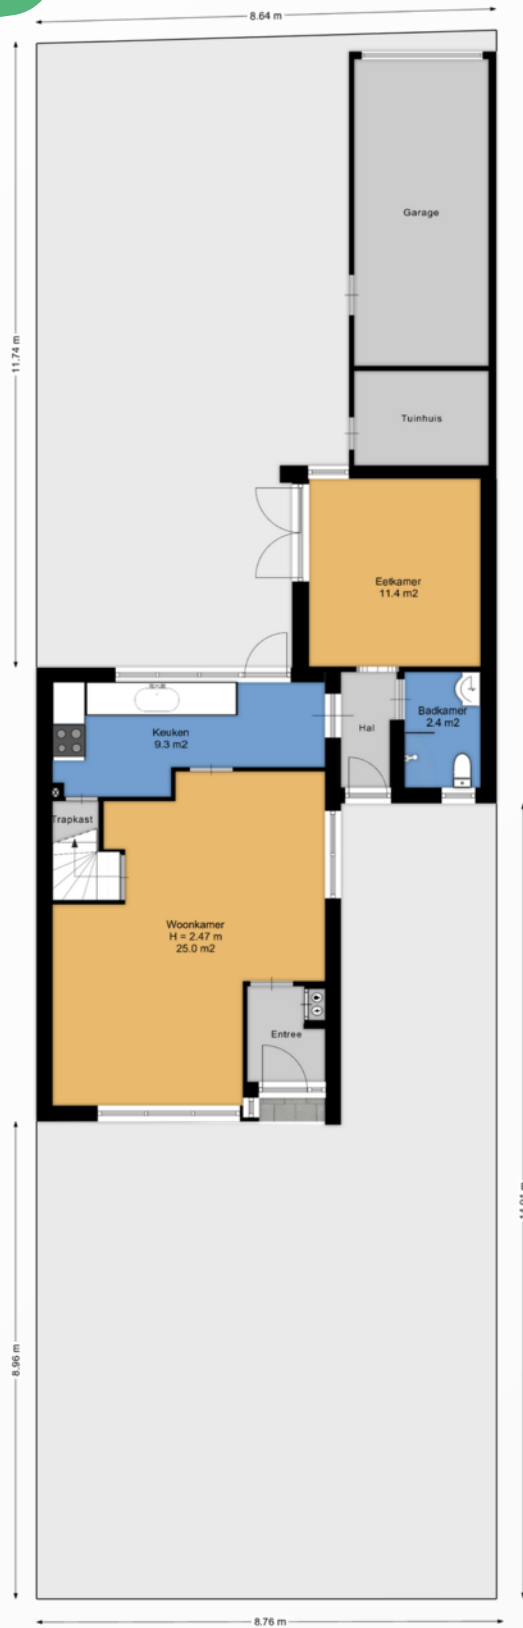 8.64 m
Garage
11.74 m
Tuinhuis
Eetkamer
11.4 m2
Badkamer
2.4 m2
Hal
Keuken
9.3 m2
Trapkast
Woonkamer
H = 2.47 m
25.0 m2
Entree
8.96 m
8.76 m